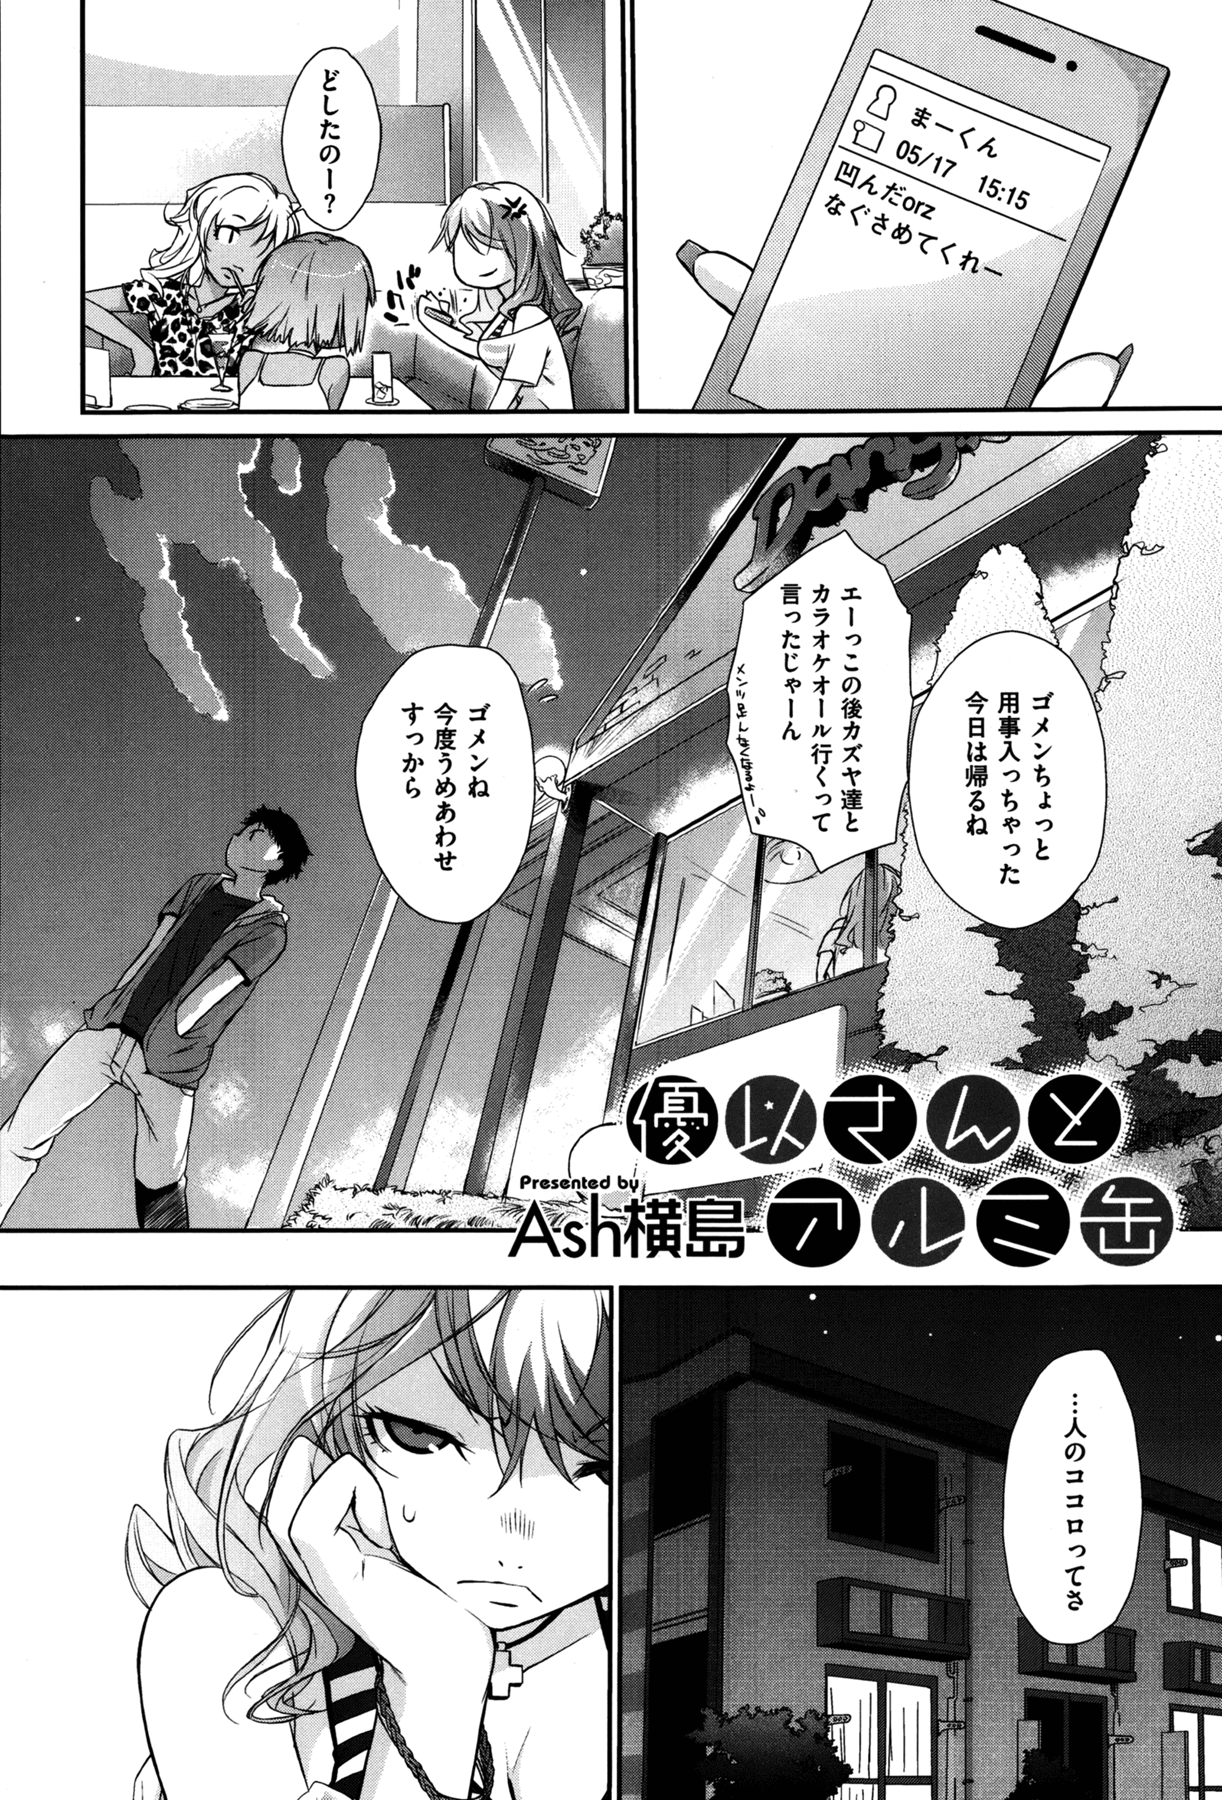 まーくん
05/17 15:15
凹んだorz
なぐさめてくれー
どしたのー?
グバ
ゴメンちょっと
用事入っちゃった
今日は帰るね
エーっこの後カズヤ達と
カラオケオール行くって
言ったじゃーん
メンツ足んなくなるぞー
ゴメンね
今度うめあわせ
すっから
優以さんと
アルミ缶
Presented by
Ash横島
…人のココロってさ